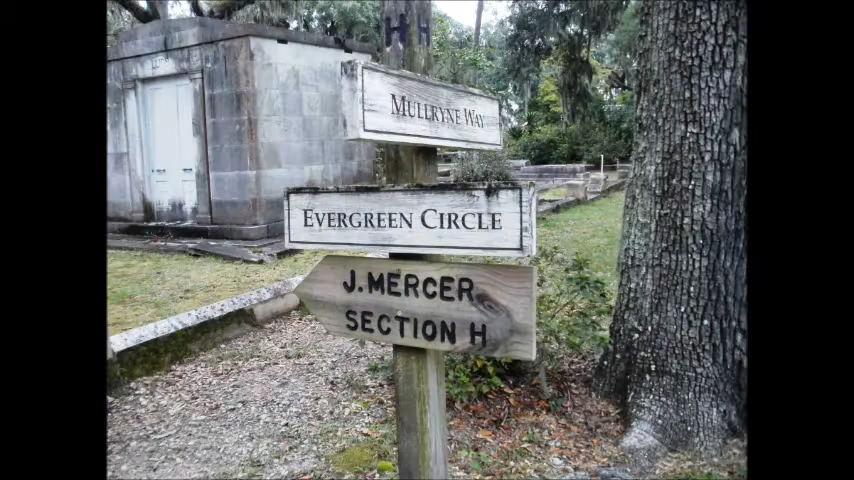 H H
MULLRYNE WAY
EVERGREEN CIRCLE
J. MERCER
SECTION H